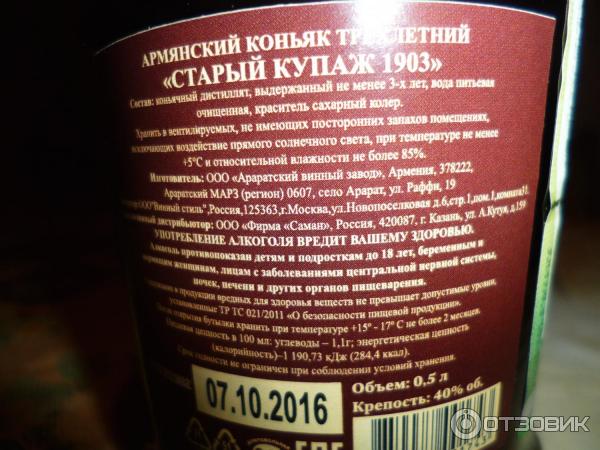 АРМЯНСКИЙ КОНЬЯК ТРЕХЛЕТНИЙ
«СТАРЫЙ КУПАЖ 1903»
Состав: коньячный дистиллят, выдержанный не менее 3-х лет, вода питьевая
очищенная, краситель сахарный колер.
Хранить в вентилируемых, не имеющих посторонних запахов помещениях,
исключающих воздействие прямого солнечного света, при температуре не менее
+5°С и относительной влажности не более 85%.
Изготовитель: ООО «Араратский винный завод», Армения, 378222,
Араратский МАРЗ (регион) 0607, село Арарат, ул. Раффи, 19
ООО"Винный стиль",Россия,125363,г.Москва,ул.Новопоселковая д.6,стр.1,пом.1,комната31.
дистрибьютор: ООО «Фирма «Саман», Россия, 420087, г. Казань, ул. А.Кутуя, д.159
УПОТРЕБЛЕНИЕ АЛКОГОЛЯ ВРЕДИТ ВАШЕМУ ЗДОРОВЬЮ.
Алкоголь противопоказан детям и подросткам до 18 лет, беременным и
кормящим женщинам, лицам с заболеваниями центральной нервной системы,
почек, печени и других органов пищеварения.
в продукции вредных для здоровья веществ не превышает допустимые уровни,
установленные ТР ТС 021/2011 «О безопасности пищевой продукции».
После открытия бутылки хранить при температуре +15° - 17° С не более 2 месяцев.
Пищевая ценность в 100 мл: углеводы – 1,1г; энергетическая ценность
(калорийность)–1 190,73 кДж (284,4 ккал).
Срок годности не ограничен при соблюдении условий хранения.
07.10.2016
Объем: 0,5 л
Крепость: 40% об.
ОТЗОВИК